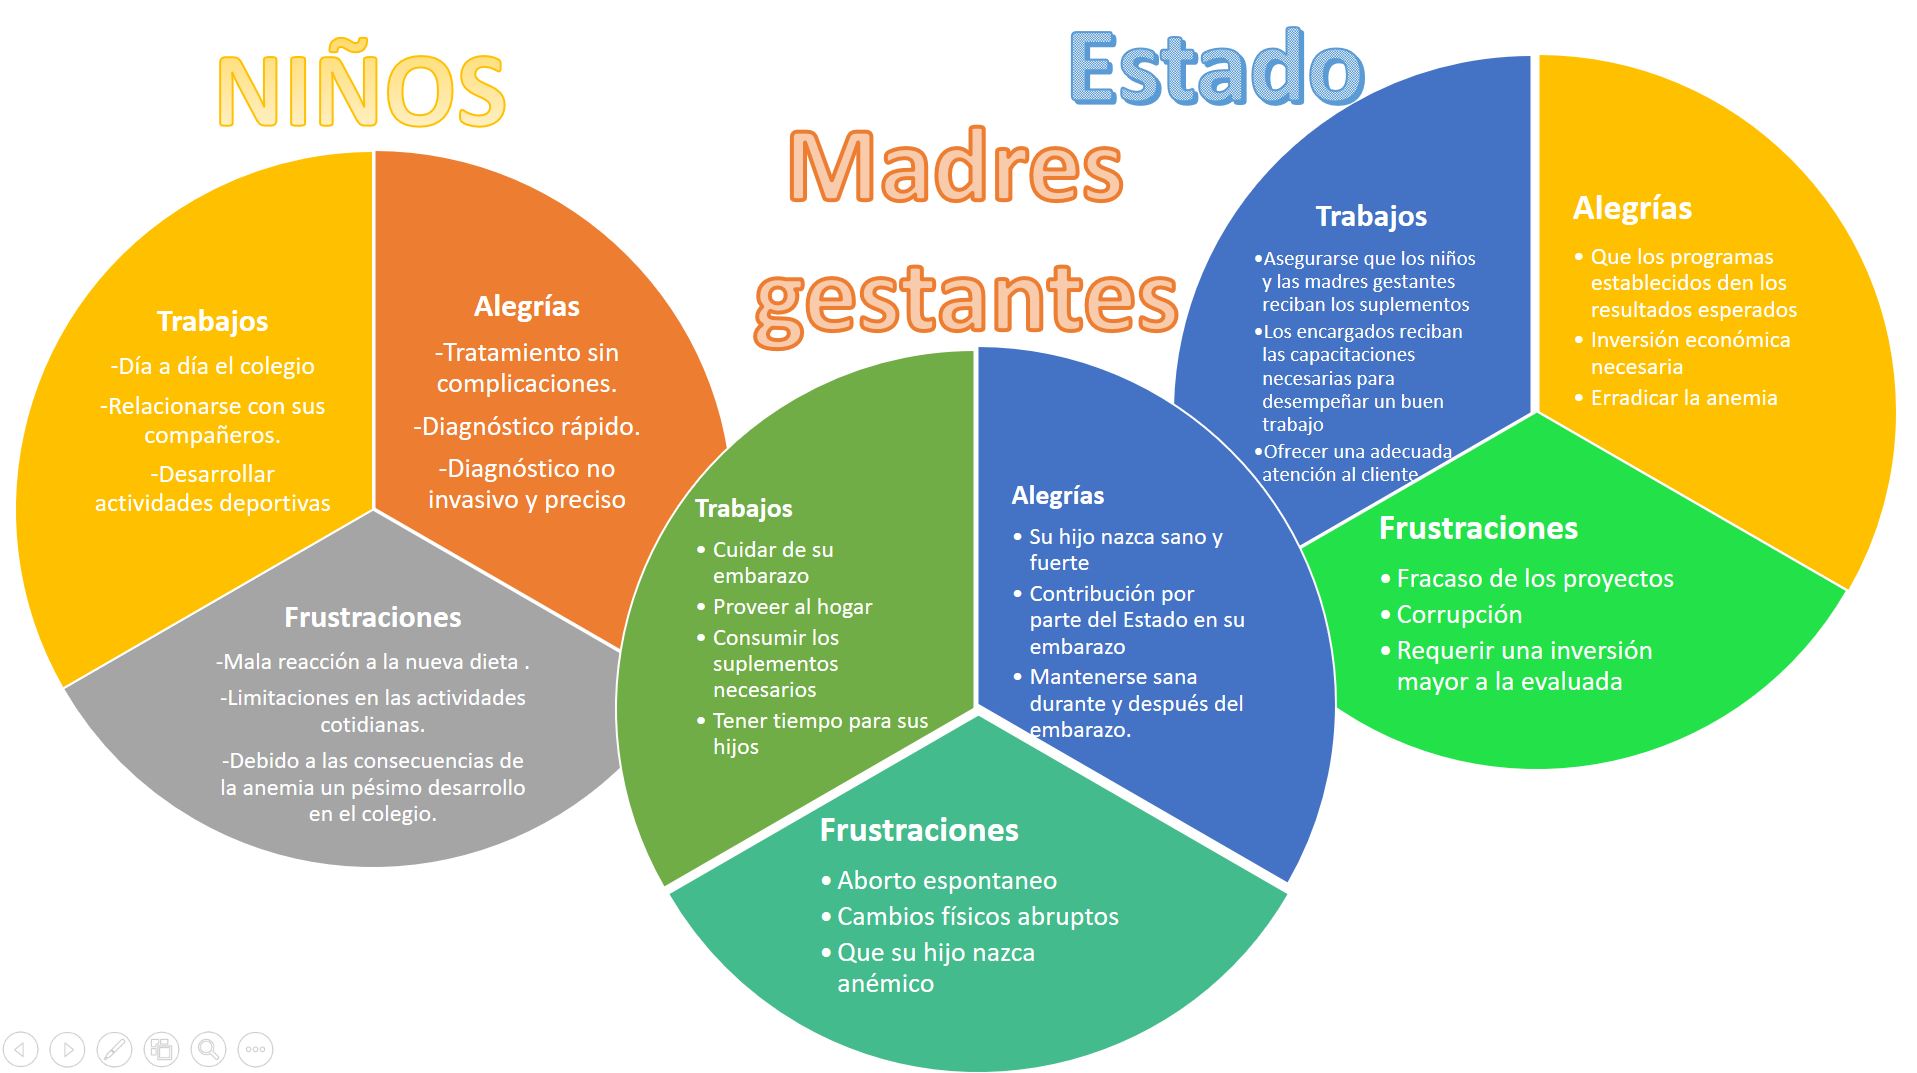 NIÑOS
Trabajos
-Día a día el colegio
-Relacionarse con sus
compañeros.
-Desarrollar
actividades deportivas
Alegrías
-Tratamiento sin
complicaciones.
-Diagnóstico rápido.
-Diagnóstico no
invasivo y preciso
Frustraciones
-Mala reacción a la nueva dieta .
-Limitaciones en las actividades
cotidianas.
-Debido a las consecuencias de
la anemia un pésimo desarrollo
en el colegio.
Madres
gestantes
Trabajos
• Cuidar de su
embarazo
• Proveer al hogar
• Consumir los
suplementos
necesarios
• Tener tiempo para sus
hijos
Alegrías
• Su hijo nazca sano y
fuerte
• Contribución por
parte del Estado en su
embarazo
• Mantenerse sana
durante y después del
embarazo.
Frustraciones
• Aborto espontaneo
• Cambios físicos abruptos
• Que su hijo nazca
anémico
Estado
Trabajos
•Asegurarse que los niños
y las madres gestantes
reciban los suplementos
•Los encargados reciban
las capacitaciones
necesarias para
desempeñar un buen
trabajo
•Ofrecer una adecuada
atención al cliente
Alegrías
• Que los programas
establecidos den los
resultados esperados
• Inversión económica
necesaria
• Erradicar la anemia
Frustraciones
• Fracaso de los proyectos
• Corrupción
• Requerir una inversión
mayor a la evaluada